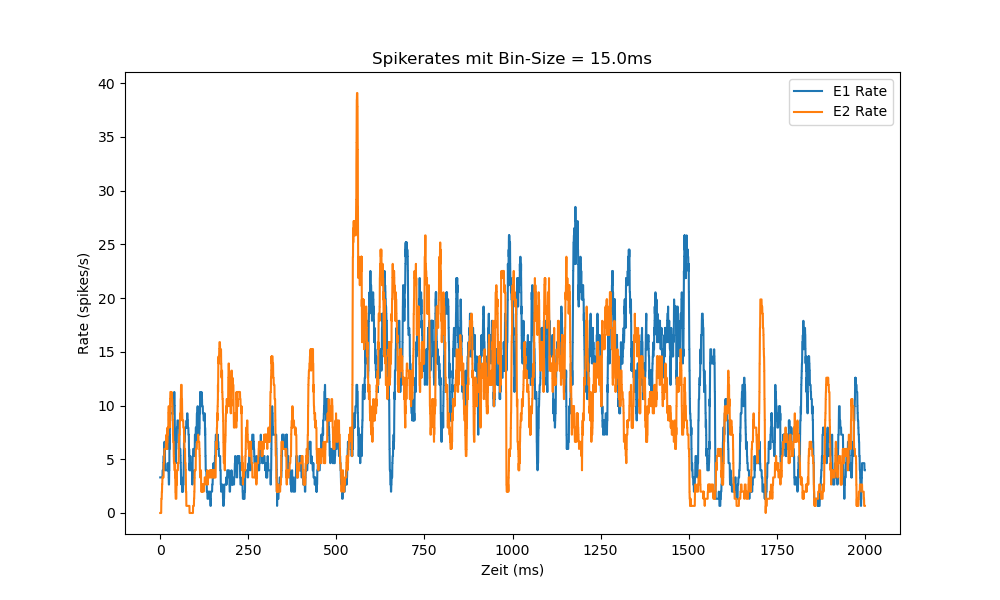 Spikerates mit Bin-Size = 15.0ms
E1 Rate
E2 Rate
40
35
30
25
20
15
10
5
0
Rate (spikes/s)
0 250 500 750 1000 1250 1500 1750 2000
Zeit (ms)